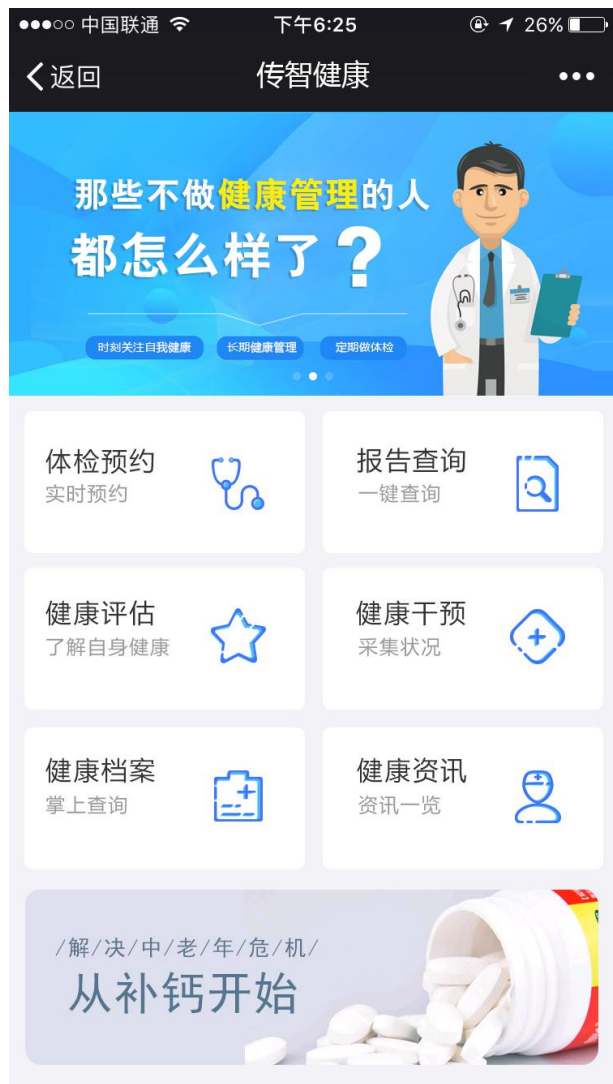 中国联通 下午6:25 26%
返回 传智健康
那些不做健康管理的人
都怎么样了?
时刻关注自我健康 长期健康管理 定期做体检
体检预约 报告查询
实时预约 一键查询
健康评估 健康干预
了解自身健康 采集状况
健康档案 健康资讯
掌上查询 资讯一览
/解/决/中/老/年/危/机/
从补钙开始